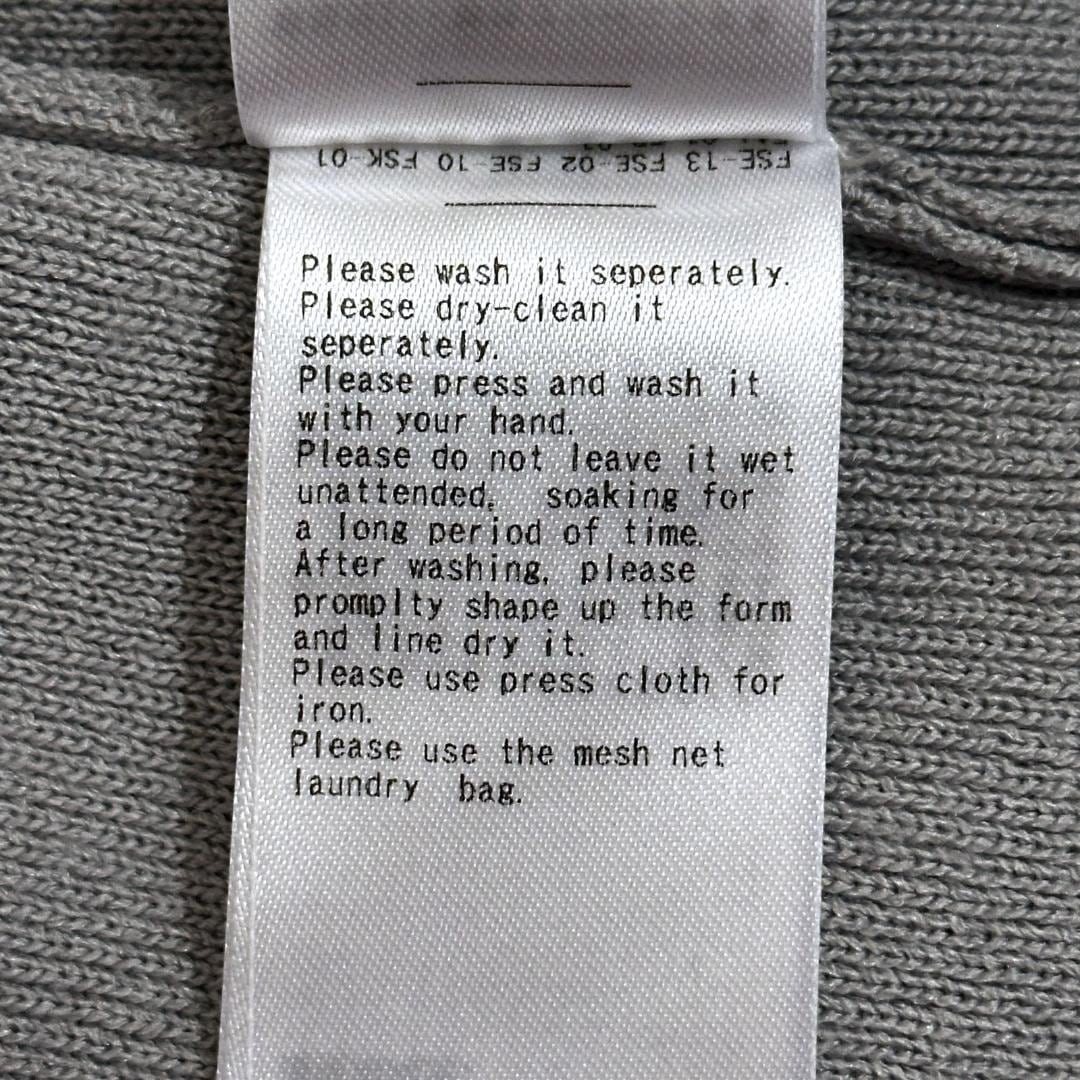 FSE-13 FSE-02 FSE-10 FSK-01
Please wash it seperately.
Please dry-clean it
seperately.
Please press and wash it
with your hand.
Please do not leave it wet
unattended, soaking for
a long period of time.
After washing, please
promplty shape up the form
and line dry it.
Please use press cloth for
iron.
Please use the mesh net
laundry bag.